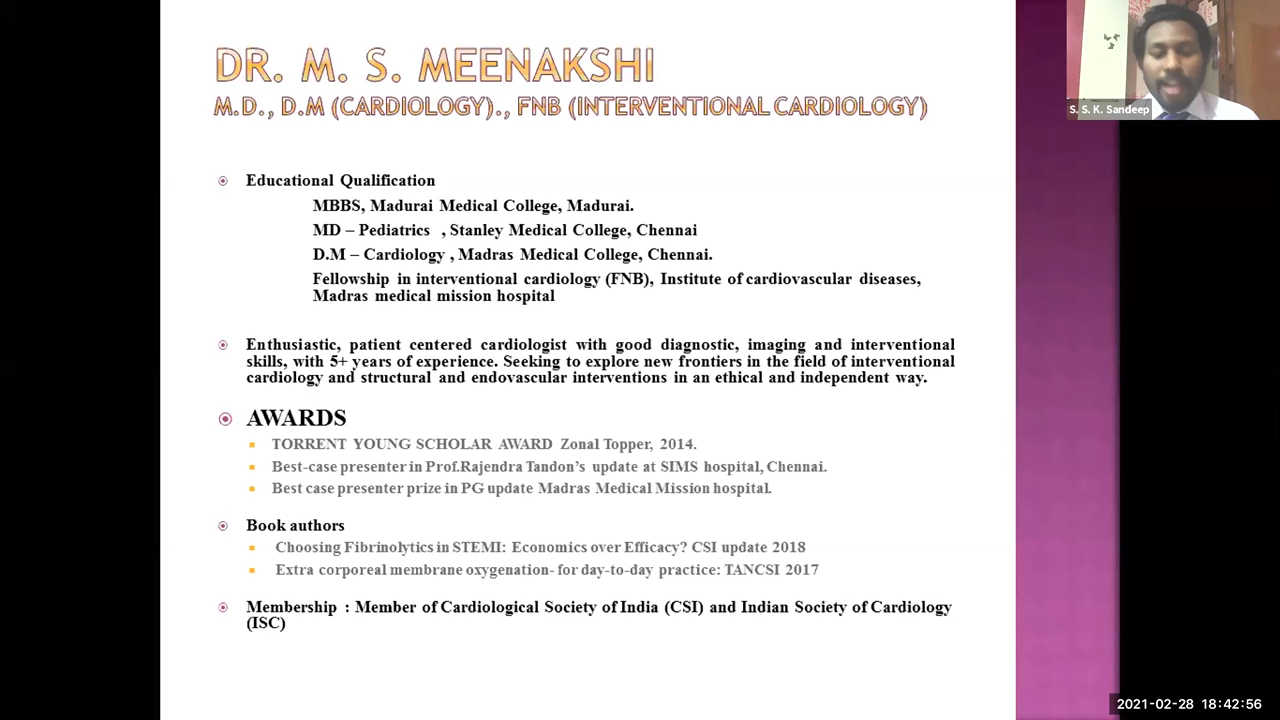 DR. M. S. MEENAKSHI
M.D., D.M (CARDIOLOGY)., FNB (INTERVENTIONAL CARDIOLOGY)
S. S. K. Sandeep
Educational Qualification
MBBS, Madurai Medical College, Madurai.
MD – Pediatrics , Stanley Medical College, Chennai
D.M – Cardiology , Madras Medical College, Chennai.
Fellowship in interventional cardiology (FNB), Institute of cardiovascular diseases,
Madras medical mission hospital
Enthusiastic, patient centered cardiologist with good diagnostic, imaging and interventional
skills, with 5+ years of experience. Seeking to explore new frontiers in the field of interventional
cardiology and structural and endovascular interventions in an ethical and independent way.
AWARDS
TORRENT YOUNG SCHOLAR AWARD Zonal Topper, 2014.
Best-case presenter in Prof.Rajendra Tandon’s update at SIMS hospital, Chennai.
Best case presenter prize in PG update Madras Medical Mission hospital.
Book authors
Choosing Fibrinolytics in STEMI: Economics over Efficacy? CSI update 2018
Extra corporeal membrane oxygenation- for day-to-day practice: TANCSI 2017
Membership : Member of Cardiological Society of India (CSI) and Indian Society of Cardiology
(ISC)
2021-02-28 18:42:56